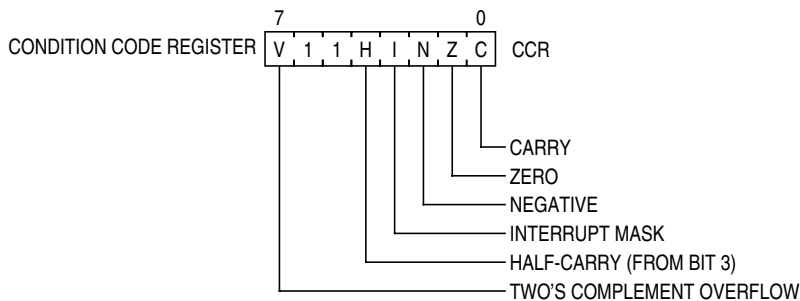 7 0
CONDITION CODE REGISTER V 1 1 H I N Z C CCR
CARRY
ZERO
NEGATIVE
INTERRUPT MASK
HALF-CARRY (FROM BIT 3)
TWO'S COMPLEMENT OVERFLOW